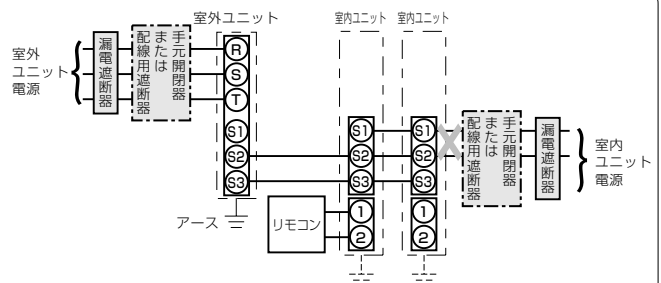 室外ユニット
室内ユニット
室内ユニット
室外
ユニット
電源
漏電遮断器
手元開閉器
または
配線用遮断器
R
S
T
S1
S2
S3
アース
リモコン
S1
S2
S3
1
2
S1
S2
S3
1
2
手元開閉器
または
配線用遮断器
漏電遮断器
室内
ユニット
電源